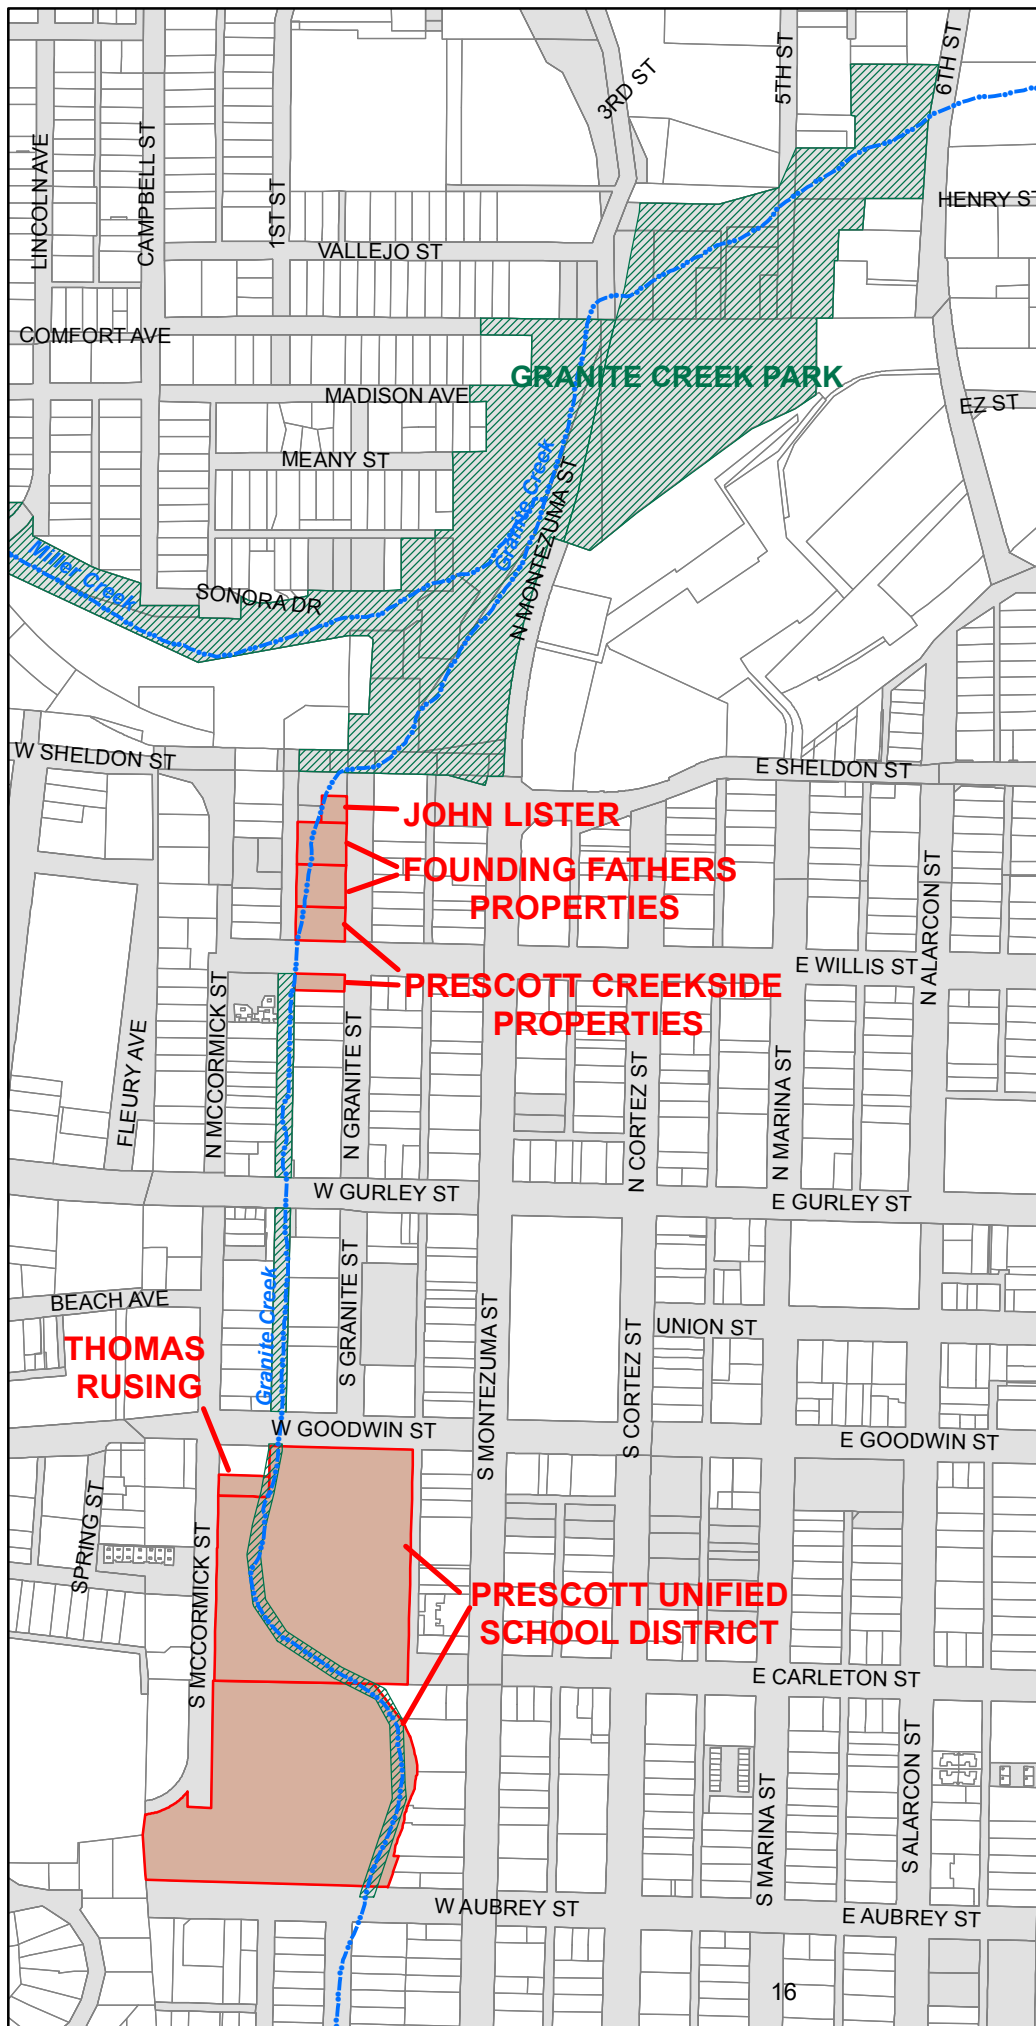 3RD ST
5TH ST
6TH ST
LINCOLN AVE
CAMPBELL ST
1ST ST
HENRY ST
VALLEJO ST
COMFORT AVE
GRANITE CREEK PARK
MADISON AVE
EZ ST
MEANY ST
Granite Creek
N MONTEZUMA ST
Miller Creek
SONORA DR
W SHELDON ST
E SHELDON ST
JOHN LISTER
FOUNDING FATHERS
PROPERTIES
N ALARCON ST
E WILLIS ST
PRESCOTT CREEKSIDE
PROPERTIES
N MCCORMICK ST
FLEURY AVE
N GRANITE ST
N CORTEZ ST
N MARINA ST
W GURLEY ST
E GURLEY ST
BEACH AVE
Granite Creek
S GRANITE ST
S MONTEZUMA ST
UNION ST
S CORTEZ ST
THOMAS
RUSING
W GOODWIN ST
E GOODWIN ST
SPRING ST
S MCCORMICK ST
PRESCOTT UNIFIED
SCHOOL DISTRICT
E CARLETON ST
S MARINA ST
S ALARCON ST
W AUBREY ST
E AUBREY ST
16